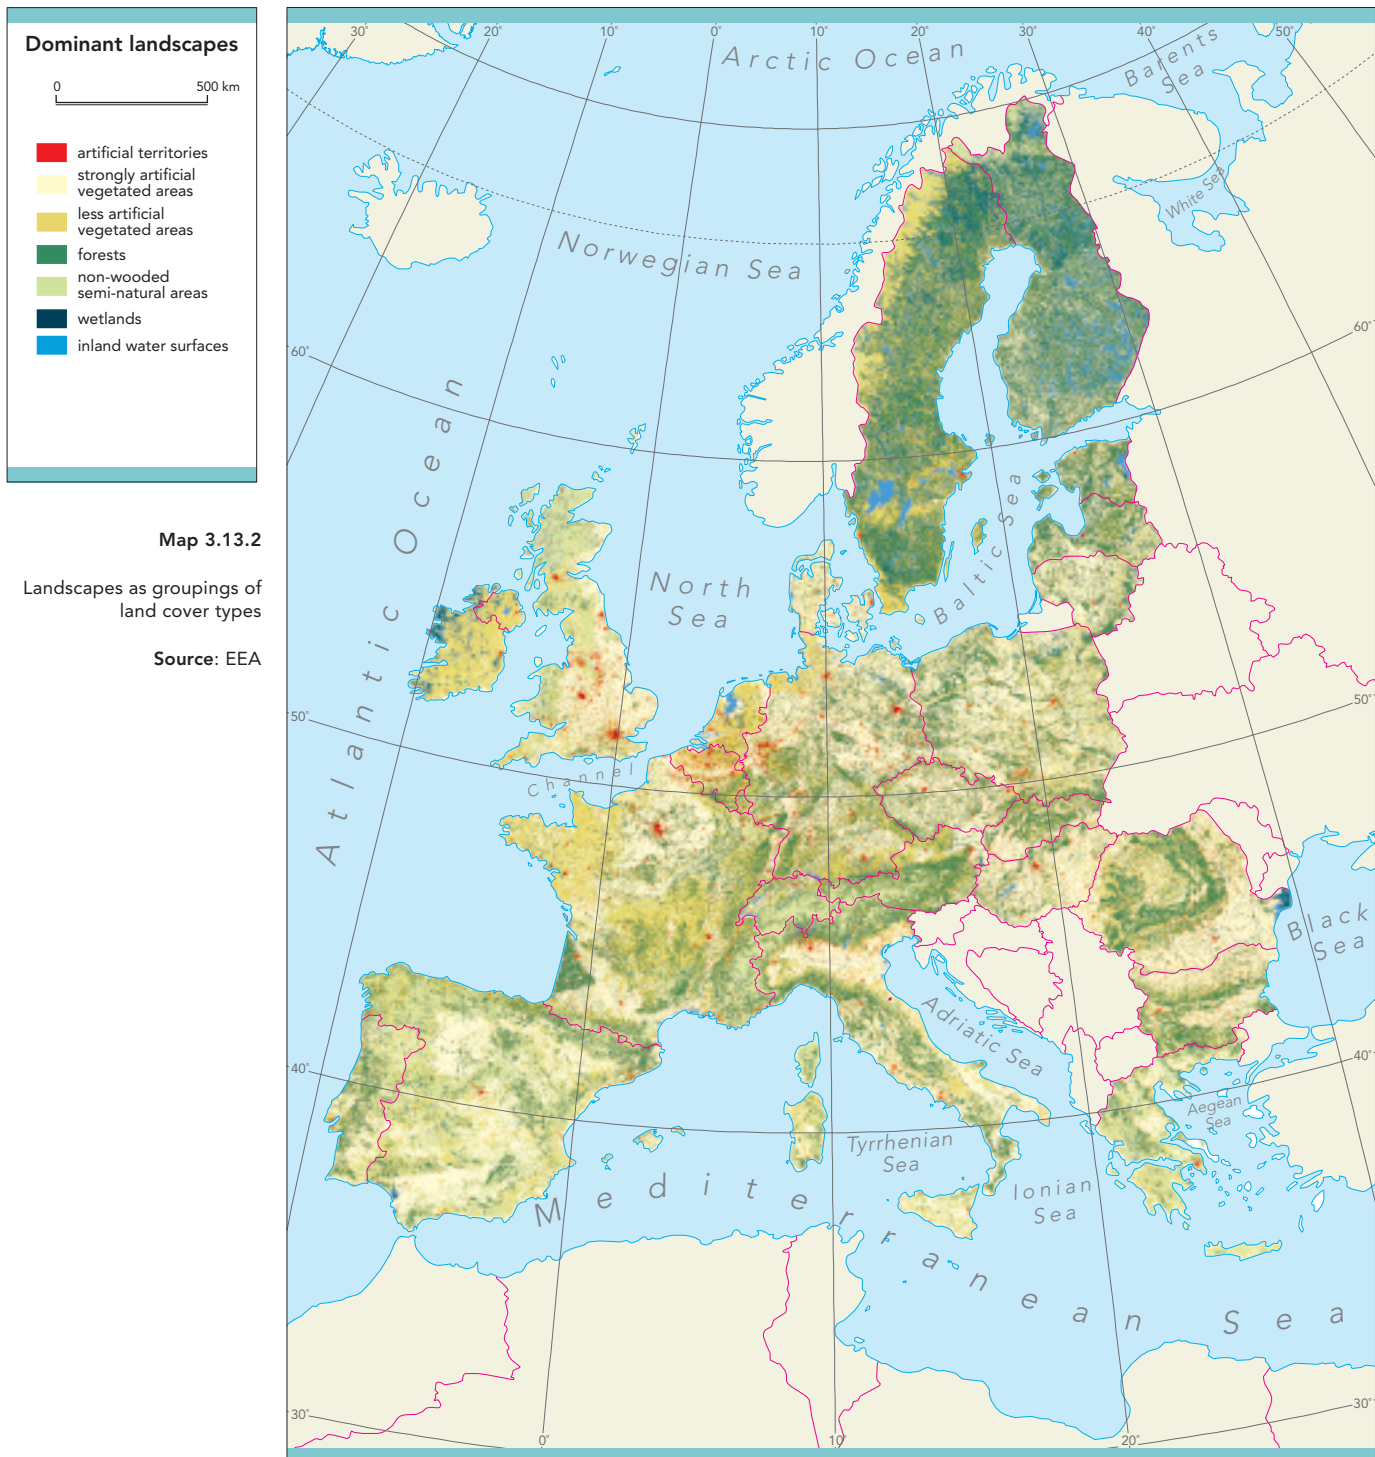 Dominant landscapes
0 500 km
artificial territories
strongly artificial
vegetated areas
less artificial
vegetated areas
forests
non-wooded
semi-natural areas
wetlands
inland water surfaces
Map 3.13.2
Landscapes as groupings of
land cover types
Source: EEA
30° 20° 10° 0° 10° 20° 30° 40° 50°
Arctic Ocean
Barents
Sea
White Sea
Norwegian Sea
60°
60°
Atlantic Ocean
North
Sea
Baltic Sea
50°
50°
Channel
Black
Sea
Adriatic Sea
40°
40°
Aegean
Sea
Tyrrhenian
Sea
Ionian
Sea
Mediterranean Sea
30°
30°
0° 10° 20°